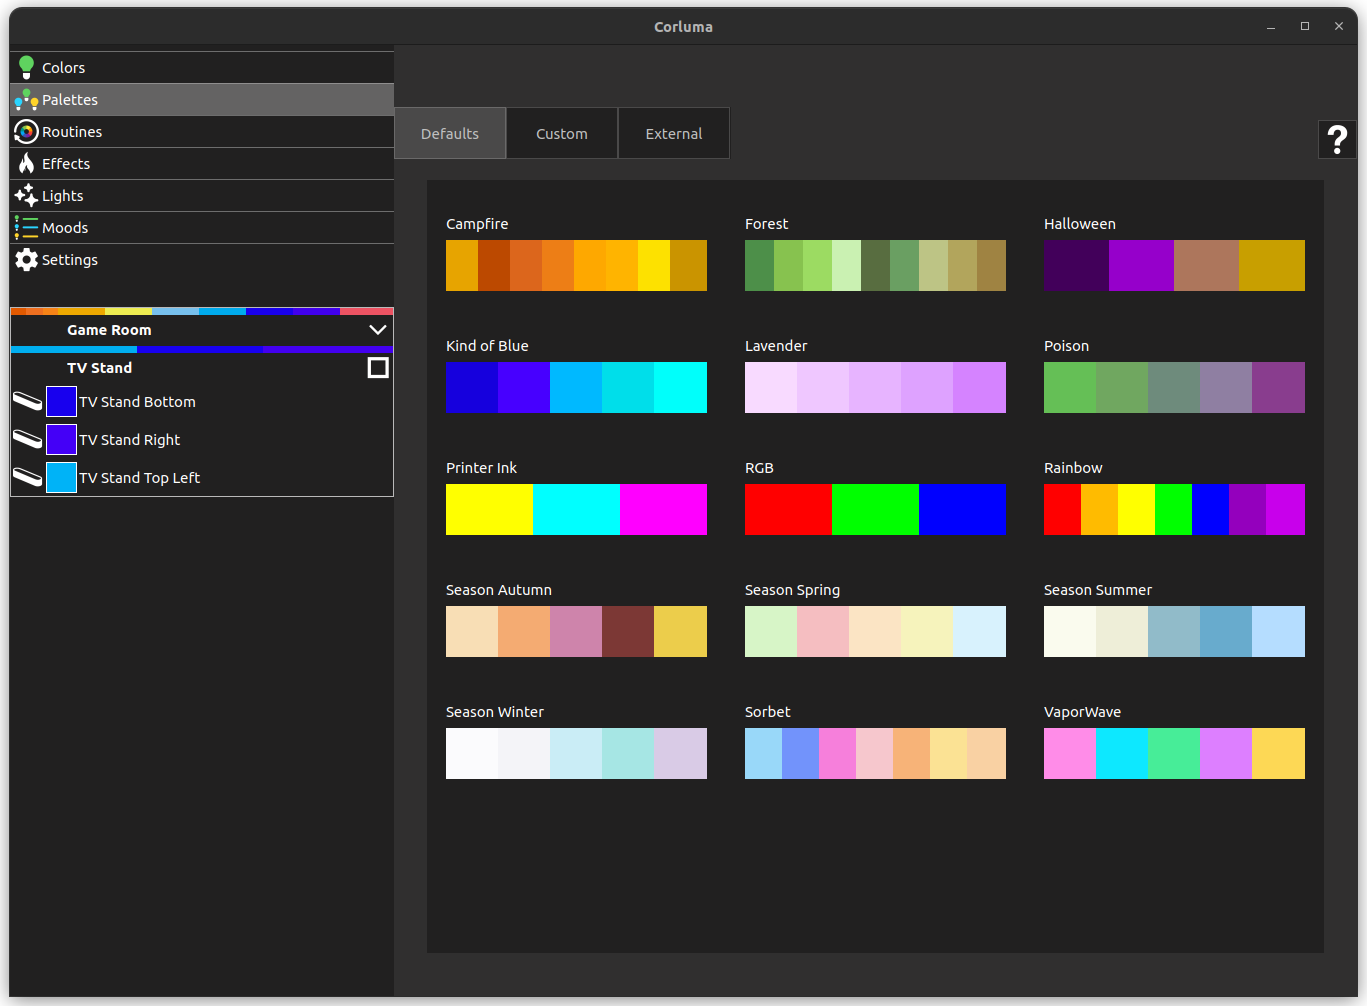 Corluma
Colors
Palettes
Routines
Effects
Lights
Moods
Settings
Game Room
TV Stand
TV Stand Bottom
TV Stand Right
TV Stand Top Left
Defaults Custom External
?
Campfire Forest Halloween
Kind of Blue Lavender Poison
Printer Ink RGB Rainbow
Season Autumn Season Spring Season Summer
Season Winter Sorbet VaporWave